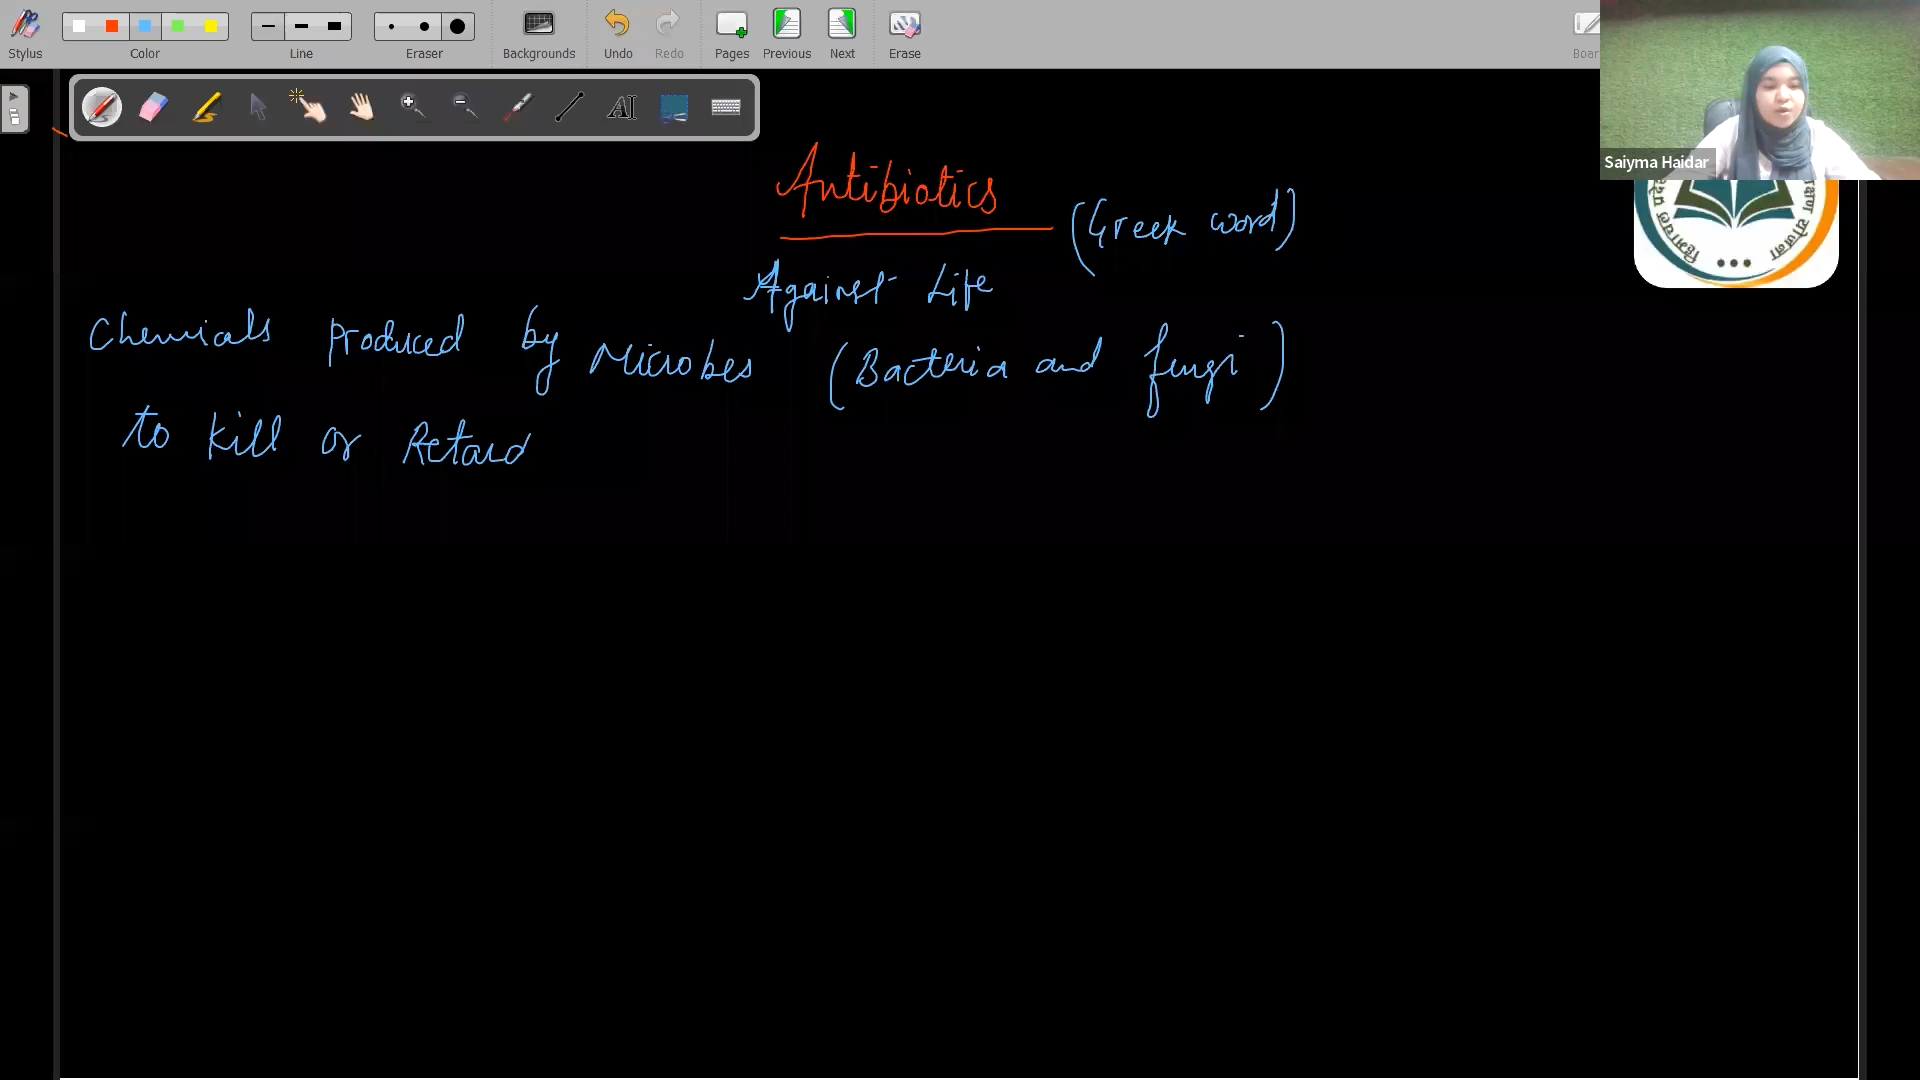 Stylus Color Line Eraser Backgrounds Undo Redo Pages Previous Next Erase
Saiyma Haidar
Antibiotics
(Greek word)
Against Life
Chemicals produced by Microbes (Bacteria and fungi)
to kill or Retard